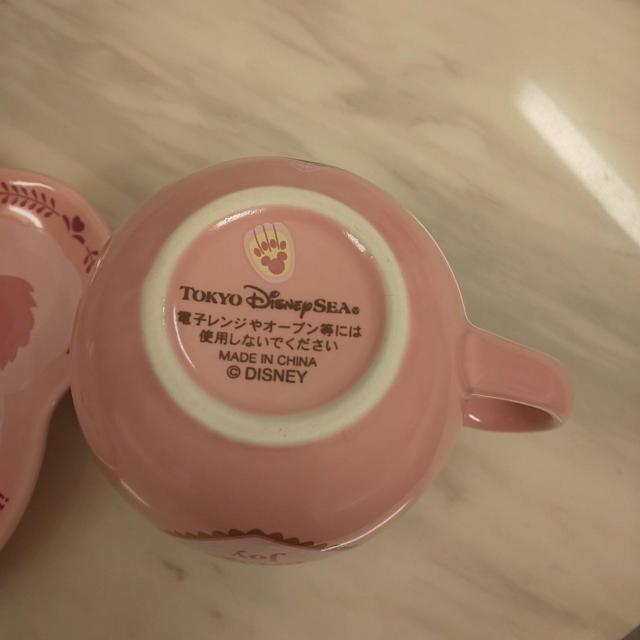 TOKYO DISNEYSEA®
電子レンジやオーブン等には
使用しないでください
MADE IN CHINA
© DISNEY
Joy